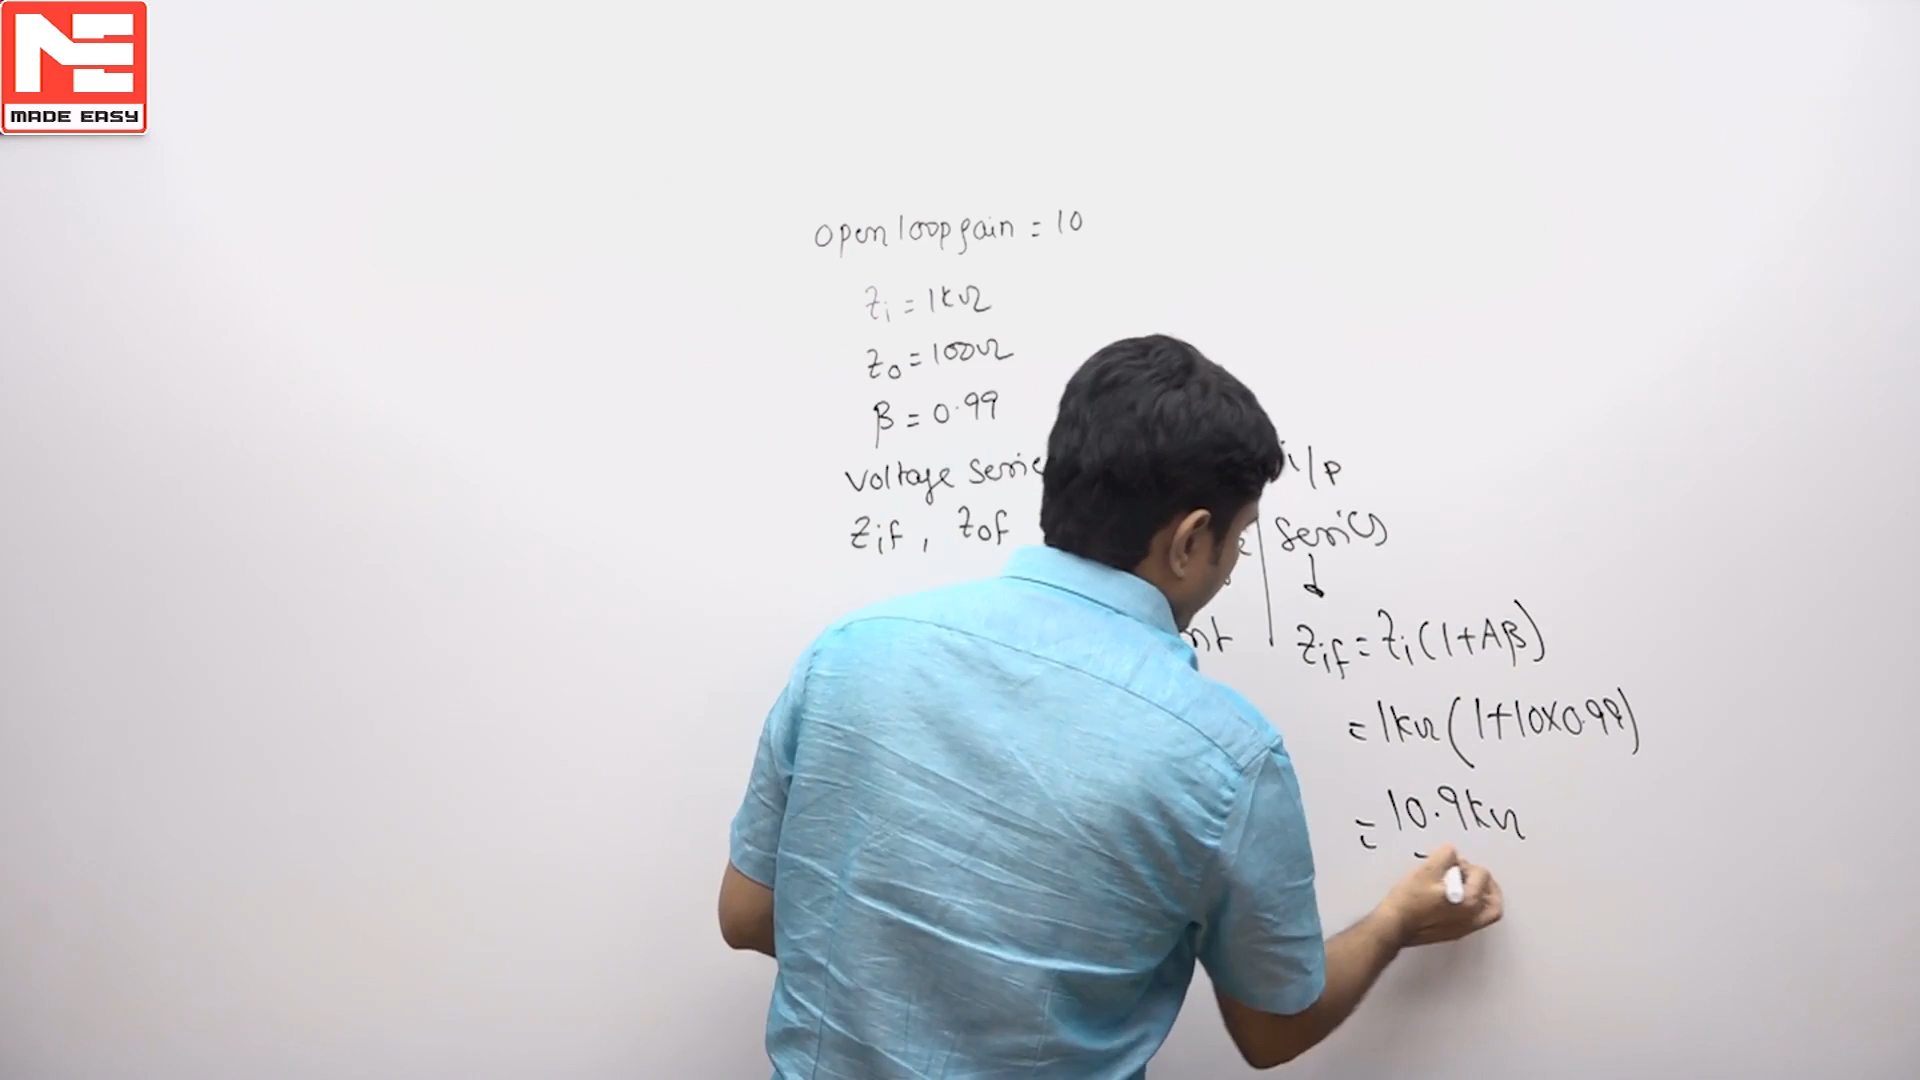 MADE EASY
open loop gain = 10
Zi = 1kΩ
Zo = 100Ω
β = 0.99
Voltage serie
i/p
Zif , Zof
series
↓
Zif = Zi (1+Aβ)
= 1kΩ (1+10×0.99)
= 10.9kΩ